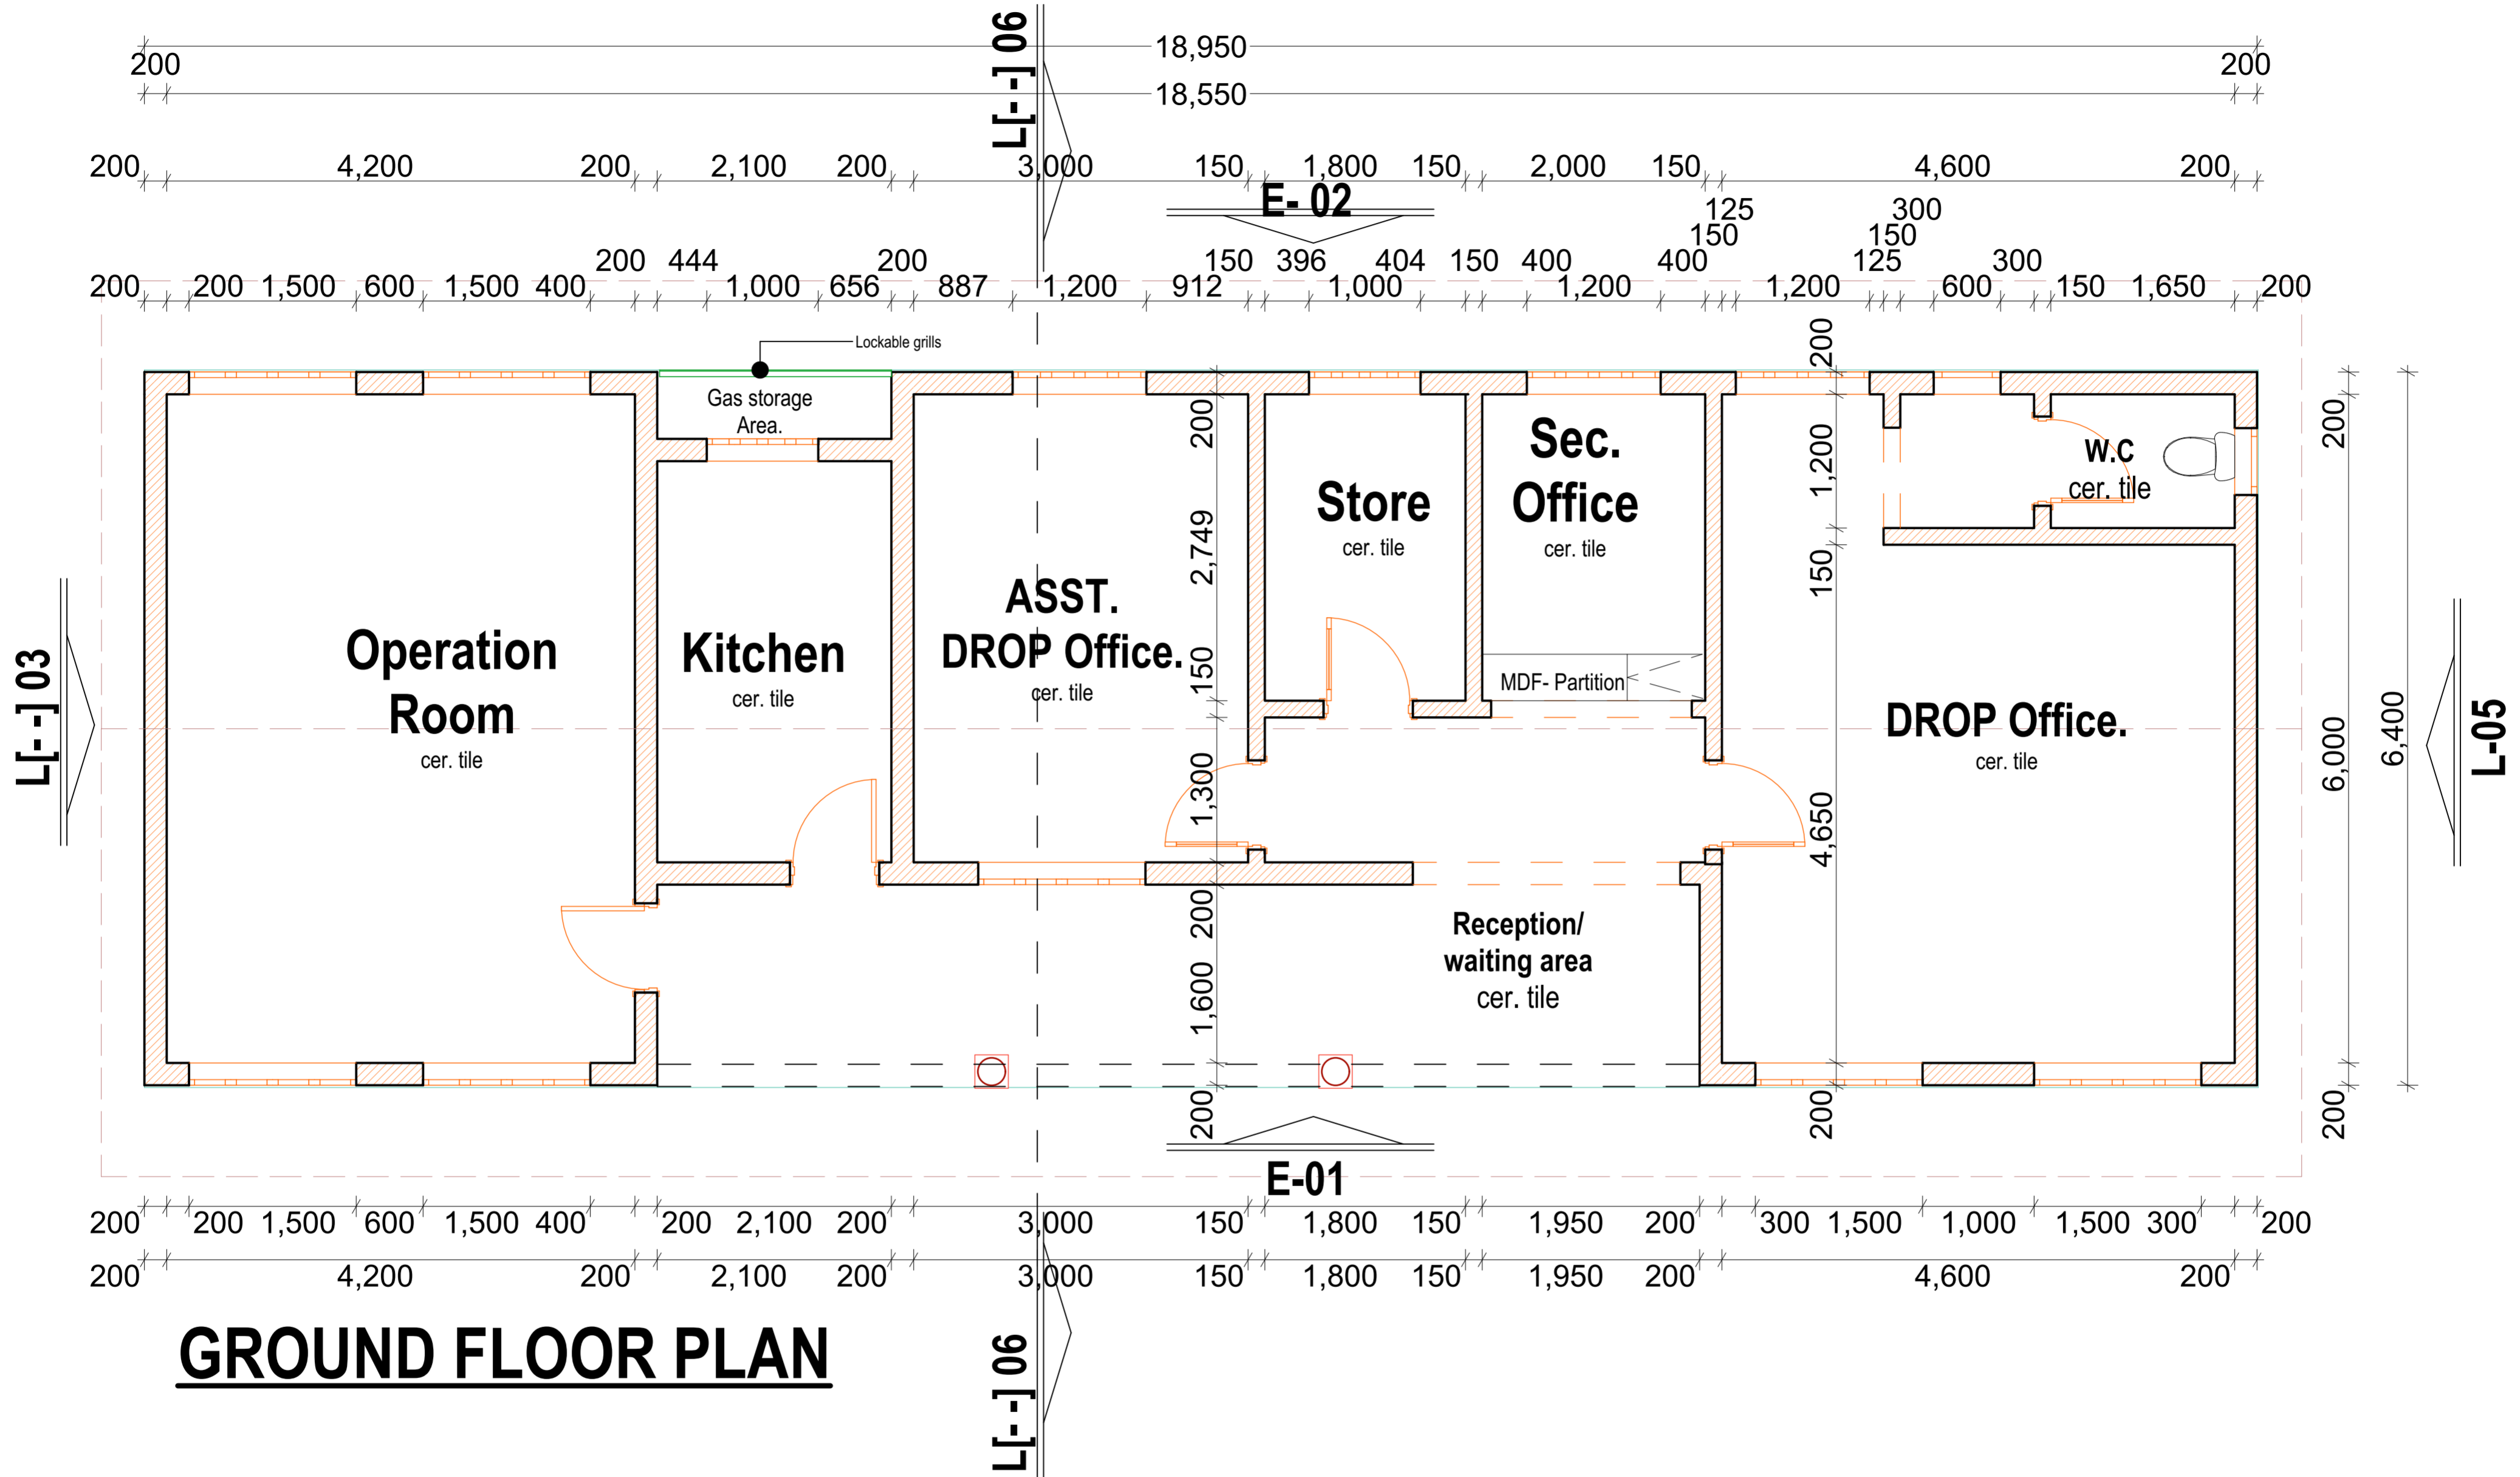 L[- -] 06
18,950
200 200
18,550
200 4,200 200 2,100 200 3,000 150 1,800 150 2,000 150 4,600 200
E- 02
125 300
150 150
200 444 200 150 396 404 150 400 400 125 300
200 200 1,500 600 1,500 400 1,000 656 887 1,200 912 1,000 1,200 1,200 600 150 1,650 200
Lockable grills
Gas storage
Area.
200
200
1,200
150
4,650
200
200
2,749
150
1,300
200
1,600
200
Sec.
Office
cer. tile
W.C
cer. tile
Store
cer. tile
MDF- Partition
ASST.
DROP Office.
cer. tile
Operation
Room
cer. tile
Kitchen
cer. tile
DROP Office.
cer. tile
Reception/
waiting area
cer. tile
L[- -] 03
6,000
200
6,400
L-05
E-01
200 200 1,500 600 1,500 400 200 2,100 200 3,000 150 1,800 150 1,950 200 300 1,500 1,000 1,500 300 200
200 4,200 200 2,100 200 3,000 150 1,800 150 1,950 200 4,600 200
GROUND FLOOR PLAN
L[- -] 06